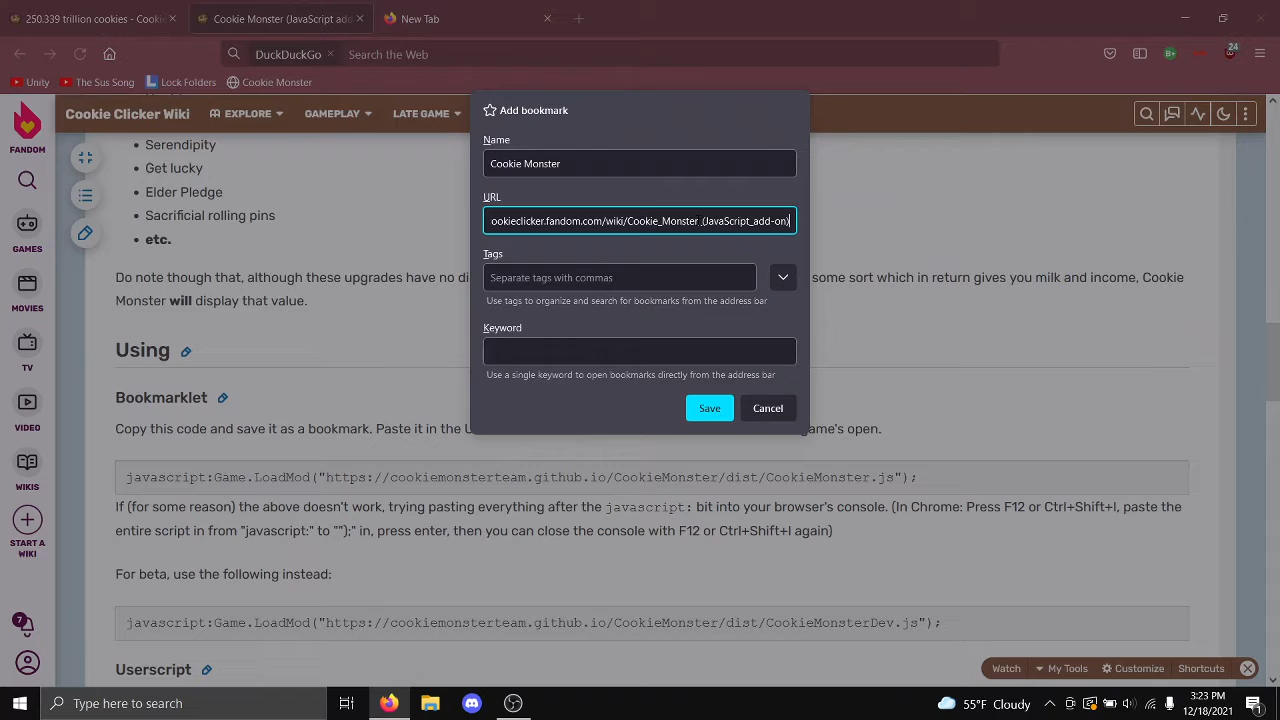 250.339 trillion cookies - Cookie
Cookie Monster (JavaScript add
New Tab
DuckDuckGo
Search the Web
24
Unity
The Sus Song
Lock Folders
Cookie Monster
FANDOM
GAMES
MOVIES
TV
VIDEO
WIKIS
START A
WIKI
7
Cookie Clicker Wiki
EXPLORE
GAMEPLAY
LATE GAME
Serendipity
Get lucky
Elder Pledge
Sacrificial rolling pins
etc.
Do note though that, although these upgrades have no di
some sort which in return gives you milk and income, Cookie
Monster will display that value.
Add bookmark
Name
Cookie Monster
URL
ookieclicker.fandom.com/wiki/Cookie_Monster_(JavaScript_add-on)
Tags
Separate tags with commas
Use tags to organize and search for bookmarks from the address bar
Keyword
Use a single keyword to open bookmarks directly from the address bar
Save
Cancel
Using
Bookmarklet
Copy this code and save it as a bookmark. Paste it in the U
game's open.
javascript:Game.LoadMod("https://cookiemonsterteam.github.io/CookieMonster/dist/CookieMonster.js");
If (for some reason) the above doesn't work, trying pasting everything after the javascript: bit into your browser's console. (In Chrome: Press F12 or Ctrl+Shift+I, paste the
entire script in from "javascript:" to "");" in, press enter, then you can close the console with F12 or Ctrl+Shift+I again)
For beta, use the following instead:
javascript:Game.LoadMod("https://cookiemonsterteam.github.io/CookieMonster/dist/CookieMonsterDev.js");
Userscript
Watch
My Tools
Customize
Shortcuts
Type here to search
55°F Cloudy
3:23 PM
12/18/2021
1